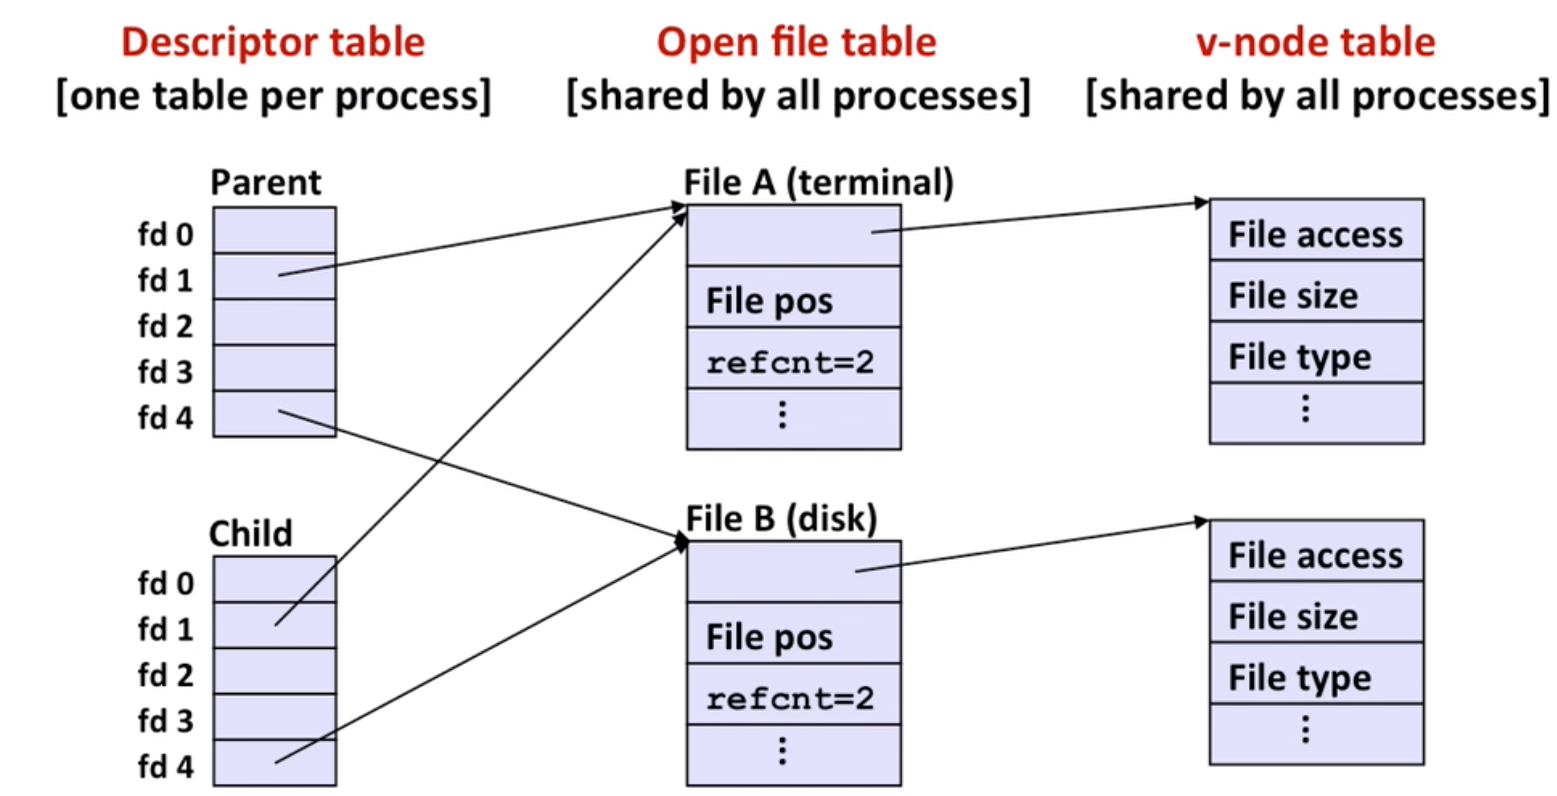 Descriptor table
[one table per process]
Open file table
[shared by all processes]
v-node table
[shared by all processes]
Parent
fd 0
fd 1
fd 2
fd 3
fd 4
Child
fd 0
fd 1
fd 2
fd 3
fd 4
File A (terminal)
File pos
refcnt=2
⋮
File B (disk)
File pos
refcnt=2
⋮
File access
File size
File type
⋮
File access
File size
File type
⋮